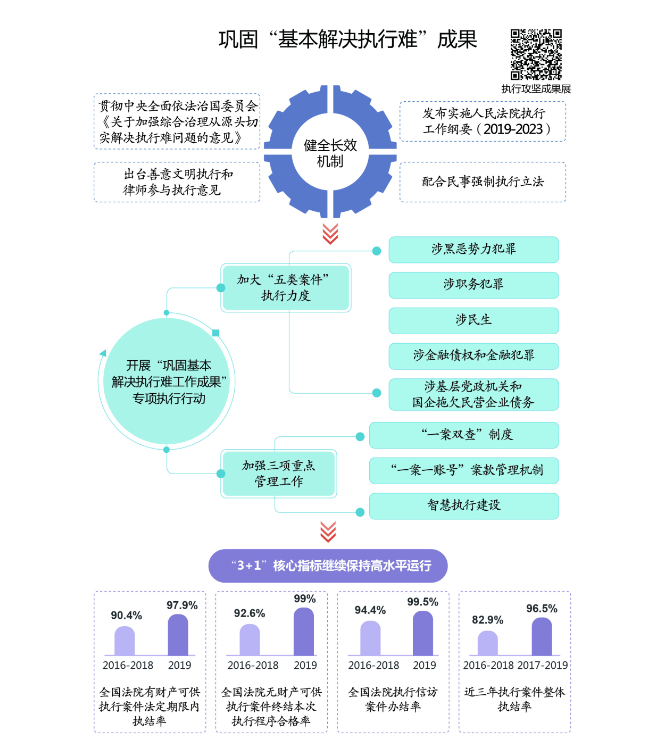 巩固“基本解决执行难”成果
执行攻坚成果展
贯彻中央全面依法治国委员会
《关于加强综合治理从源头切
实解决执行难问题的意见》
出台善意文明执行和
律师参与执行意见
健全长效
机制
发布实施人民法院执行
工作纲要（2019-2023）
配合民事强制执行立法
开展“巩固基本
解决执行难工作成果”
专项执行行动
加大“五类案件”
执行力度
涉黑恶势力犯罪
涉职务犯罪
涉民生
涉金融债权和金融犯罪
涉基层党政机关和
国企拖欠民营企业债务
加强三项重点
管理工作
“一案双查”制度
“一案一账号”案款管理机制
智慧执行建设
“3+1”核心指标继续保持高水平运行
90.4%
97.9%
2016-2018
2019
全国法院有财产可供
执行案件法定期限内
执结率
92.6%
99%
2016-2018
2019
全国法院无财产可供
执行案件终结本次
执行程序合格率
94.4%
99.5%
2016-2018
2019
全国法院执行信访
案件办结率
82.9%
96.5%
2016-2018
2017-2019
近三年执行案件整体
执结率